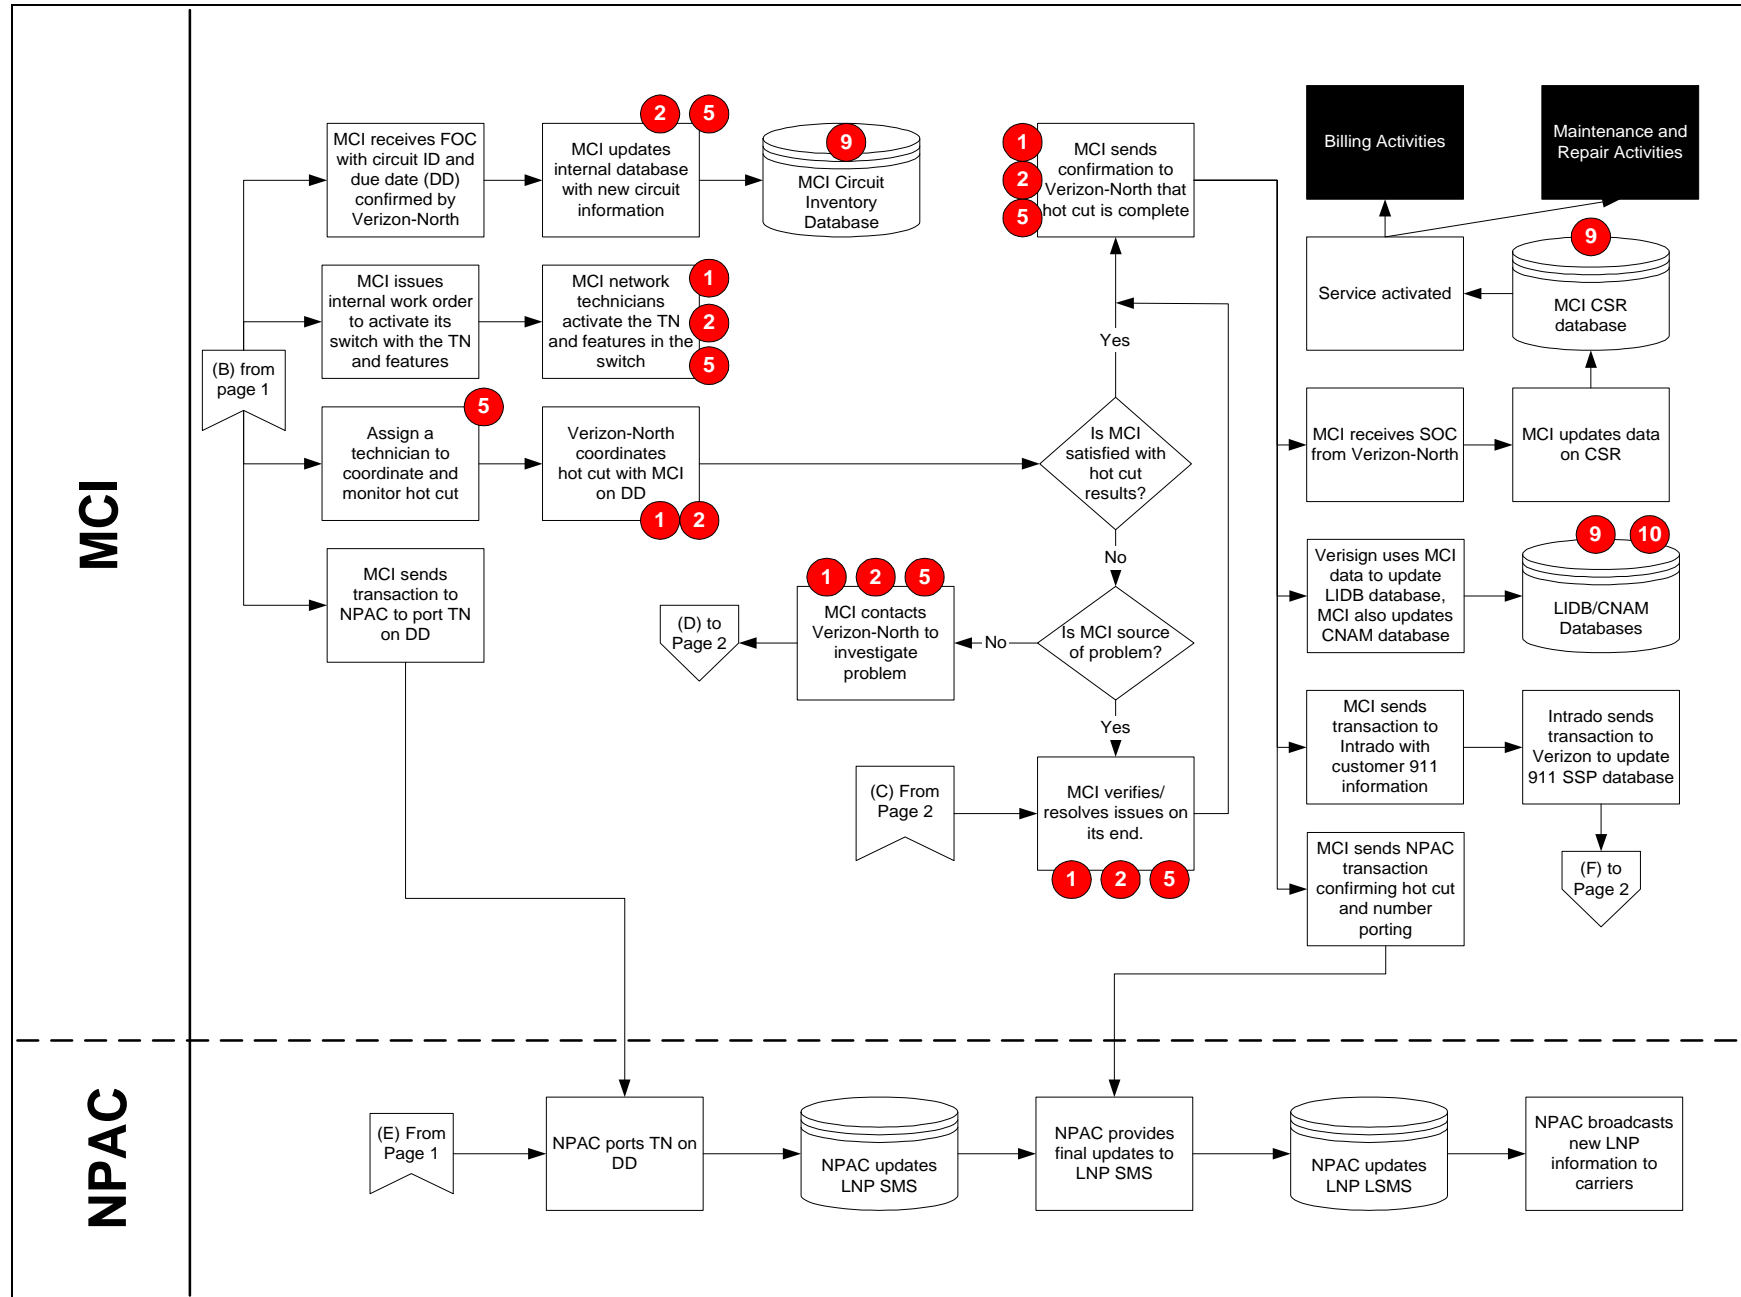 MCI
(B) from
page 1
MCI receives FOC
with circuit ID and
due date (DD)
confirmed by
Verizon-North
2
5
MCI updates
internal database
with new circuit
information
9
MCI Circuit
Inventory
Database
MCI issues
internal work order
to activate its
switch with the TN
and features
MCI network
technicians
activate the TN
and features in the
switch
1
2
5
5
Assign a
technician to
coordinate and
monitor hot cut
Verizon-North
coordinates
hot cut with MCI
on DD
1
2
MCI sends
transaction to
NPAC to port TN
on DD
1
2
5
MCI sends
confirmation to
Verizon-North that
hot cut is complete
Yes
Is MCI
satisfied with
hot cut
results?
No
Is MCI source
of problem?
No
1
2
5
MCI contacts
Verizon-North to
investigate
problem
(D) to
Page 2
Yes
(C) From
Page 2
MCI verifies/
resolves issues on
its end.
1
2
5
Billing Activities
Maintenance and
Repair Activities
Service activated
9
MCI CSR
database
MCI receives SOC
from Verizon-North
MCI updates data
on CSR
Verisign uses MCI
data to update
LIDB database,
MCI also updates
CNAM database
9
10
LIDB/CNAM
Databases
MCI sends
transaction to
Intrado with
customer 911
information
Intrado sends
transaction to
Verizon to update
911 SSP database
MCI sends NPAC
transaction
confirming hot cut
and number
porting
(F) to
Page 2
NPAC
(E) From
Page 1
NPAC ports TN on
DD
NPAC updates
LNP SMS
NPAC provides
final updates to
LNP SMS
NPAC updates
LNP LSMS
NPAC broadcasts
new LNP
information to
carriers